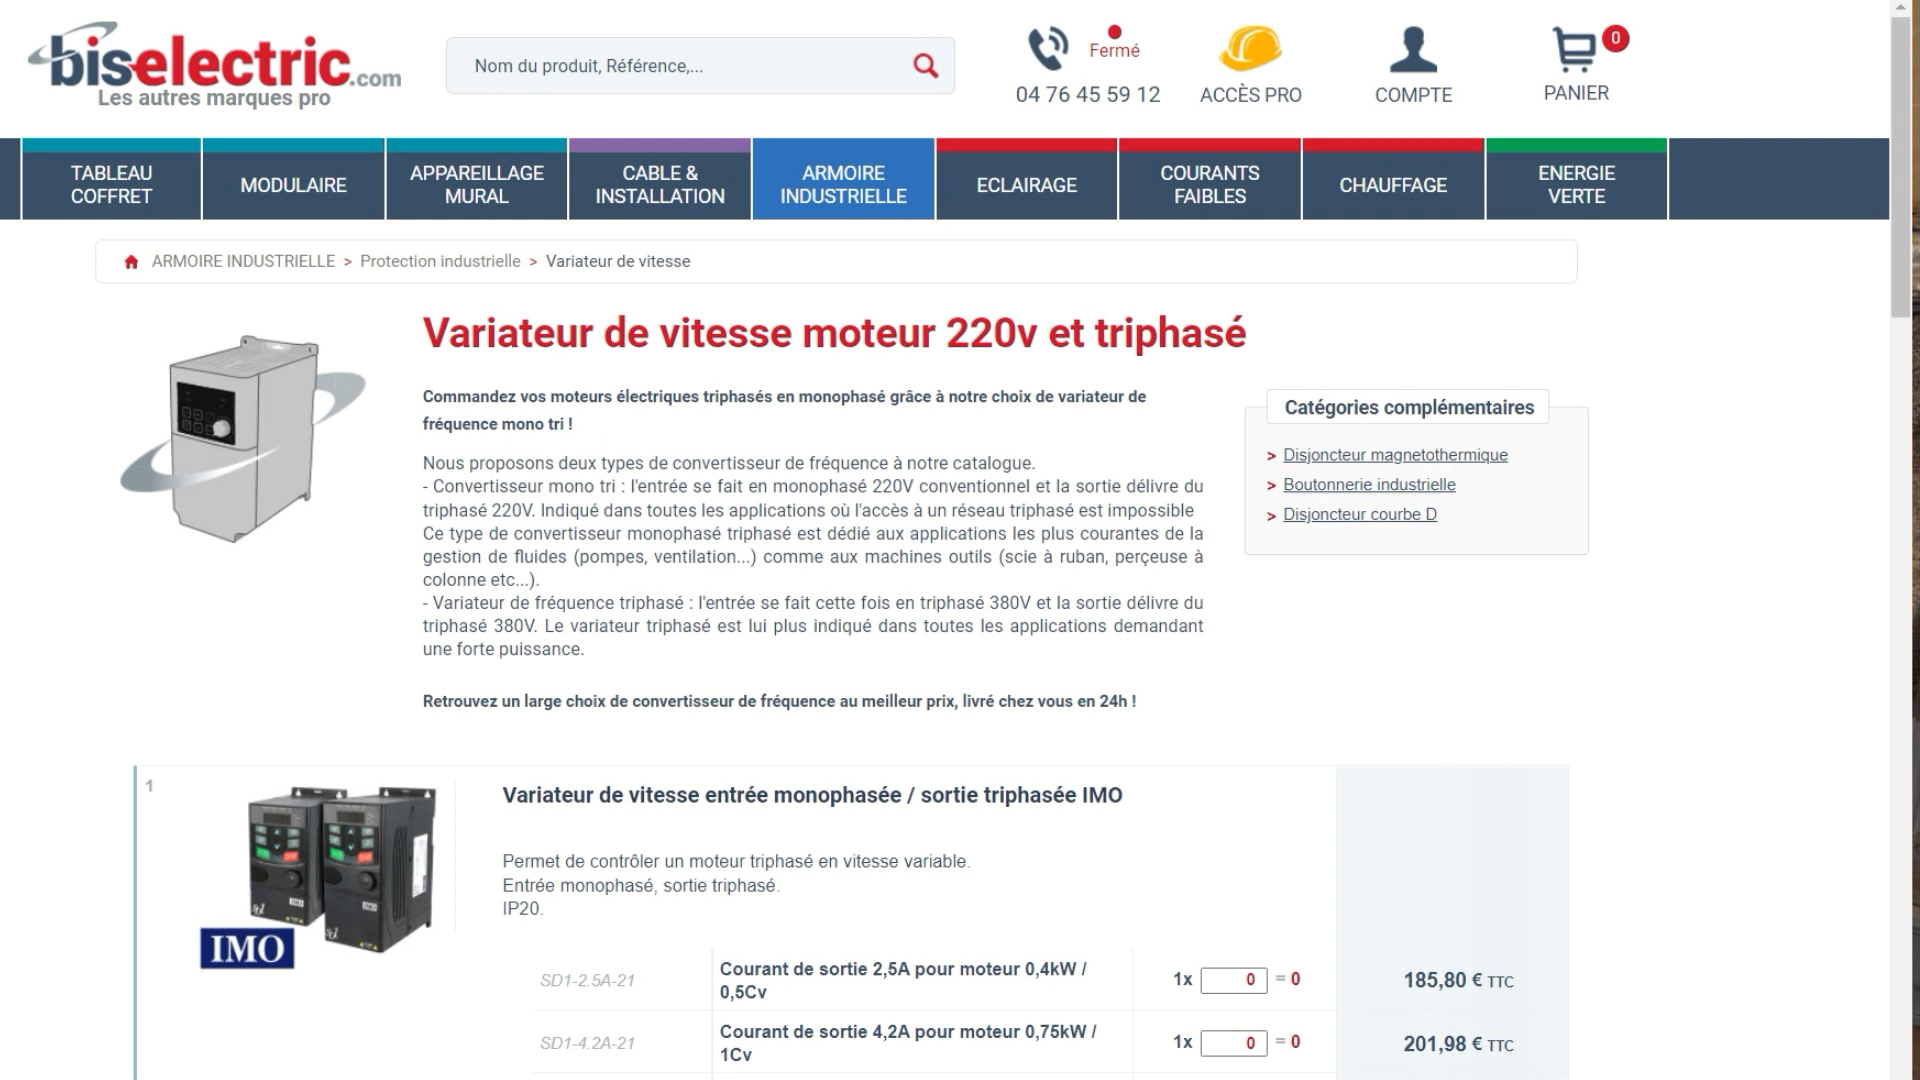 biselectric.com
Les autres marques pro
Nom du produit, Référence,...
Fermé
04 76 45 59 12
ACCÈS PRO
COMPTE
0
PANIER
TABLEAU
COFFRET
MODULAIRE
APPAREILLAGE
MURAL
CABLE &
INSTALLATION
ARMOIRE
INDUSTRIELLE
ECLAIRAGE
COURANTS
FAIBLES
CHAUFFAGE
ENERGIE
VERTE
ARMOIRE INDUSTRIELLE > Protection industrielle > Variateur de vitesse
Variateur de vitesse moteur 220v et triphasé
Commandez vos moteurs électriques triphasés en monophasé grâce à notre choix de variateur de
fréquence mono tri !
Nous proposons deux types de convertisseur de fréquence à notre catalogue.
- Convertisseur mono tri : l'entrée se fait en monophasé 220V conventionnel et la sortie délivre du
triphasé 220V. Indiqué dans toutes les applications où l'accès à un réseau triphasé est impossible
Ce type de convertisseur monophasé triphasé est dédié aux applications les plus courantes de la
gestion de fluides (pompes, ventilation...) comme aux machines outils (scie à ruban, perçeuse à
colonne etc...).
- Variateur de fréquence triphasé : l'entrée se fait cette fois en triphasé 380V et la sortie délivre du
triphasé 380V. Le variateur triphasé est lui plus indiqué dans toutes les applications demandant
une forte puissance.
Retrouvez un large choix de convertisseur de fréquence au meilleur prix, livré chez vous en 24h !
Catégories complémentaires
> Disjoncteur magnetothermique
> Boutonnerie industrielle
> Disjoncteur courbe D
1
IMO
Variateur de vitesse entrée monophasée / sortie triphasée IMO
Permet de contrôler un moteur triphasé en vitesse variable.
Entrée monophasé, sortie triphasé.
IP20.
SD1-2.5A-21
Courant de sortie 2,5A pour moteur 0,4kW /
0,5Cv
1x 0 = 0
185,80 € TTC
SD1-4.2A-21
Courant de sortie 4,2A pour moteur 0,75kW /
1Cv
1x 0 = 0
201,98 € TTC